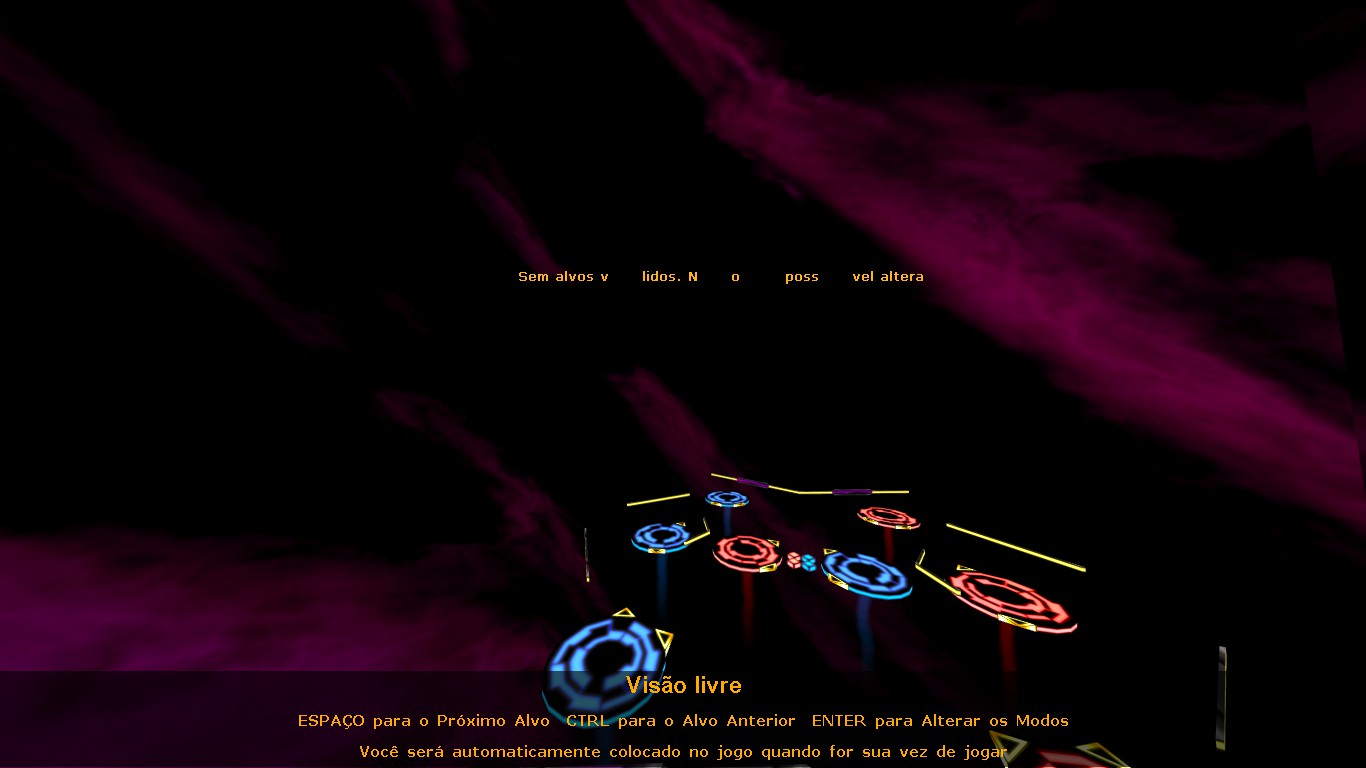 Sem alvos v lidos. N o poss vel altera
Visão livre
ESPAÇO para o Próximo Alvo CTRL para o Alvo Anterior ENTER para Alterar os Modos
Você será automaticamente colocado no jogo quando for sua vez de jogar